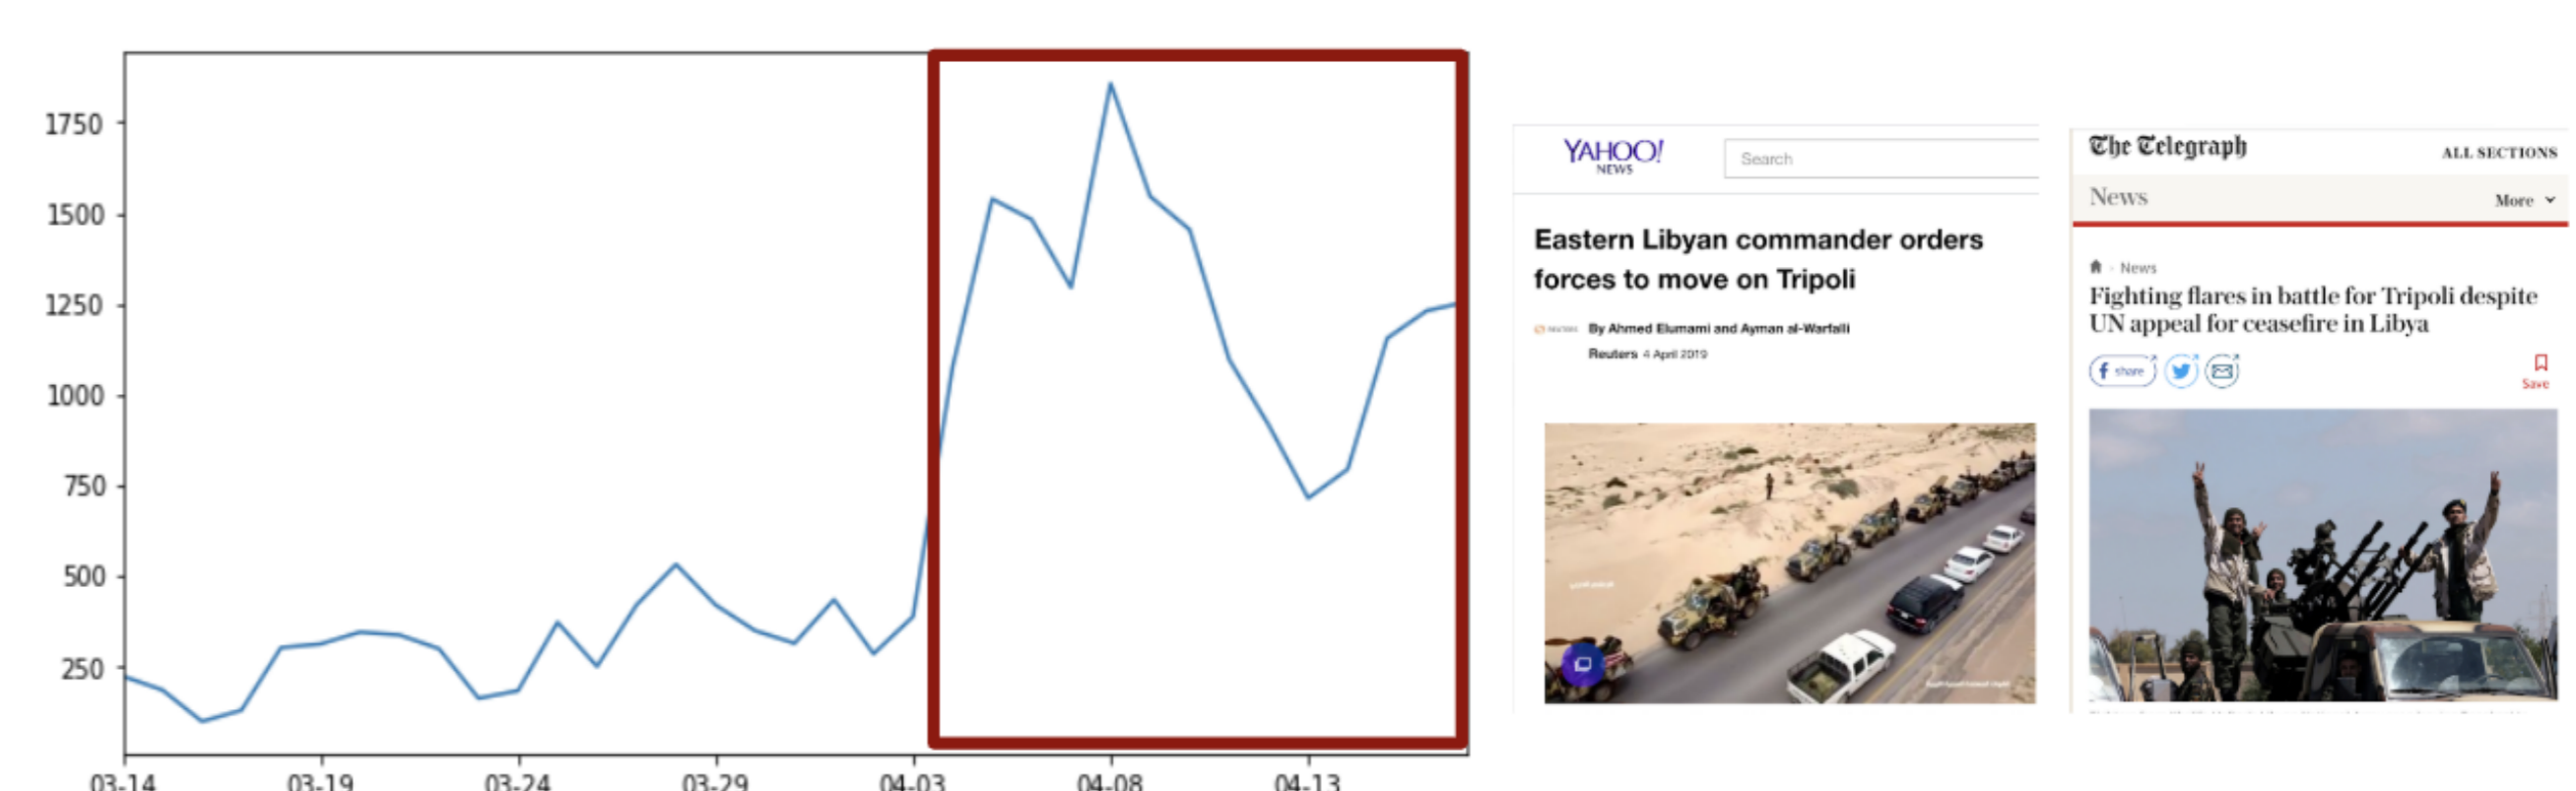 1750
1500
1250
1000
750
500
250
03-14
03-19
03-24
03-29
04-03
04-08
04-13
YAHOO!
NEWS
Search
Eastern Libyan commander orders
forces to move on Tripoli
REUTERS By Ahmed Elumami and Ayman al-Warfalli
Reuters 4 April 2019
The Telegraph
ALL SECTIONS
News
More
News
Fighting flares in battle for Tripoli despite
UN appeal for ceasefire in Libya
share
Save